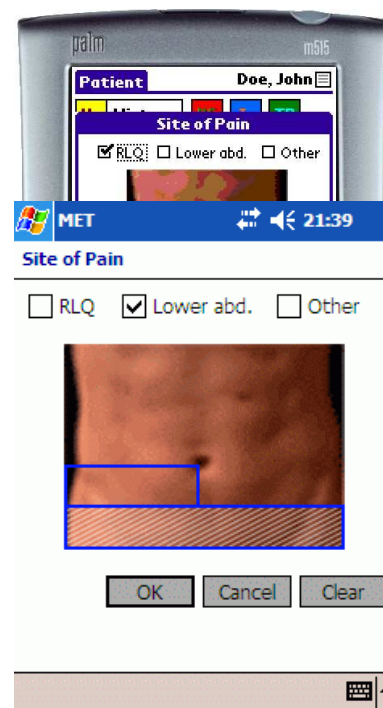 palm m515
Patient Doe, John
Site of Pain
RLQ Lower abd. Other
MET 21:39
Site of Pain
RLQ Lower abd. Other
OK Cancel Clear